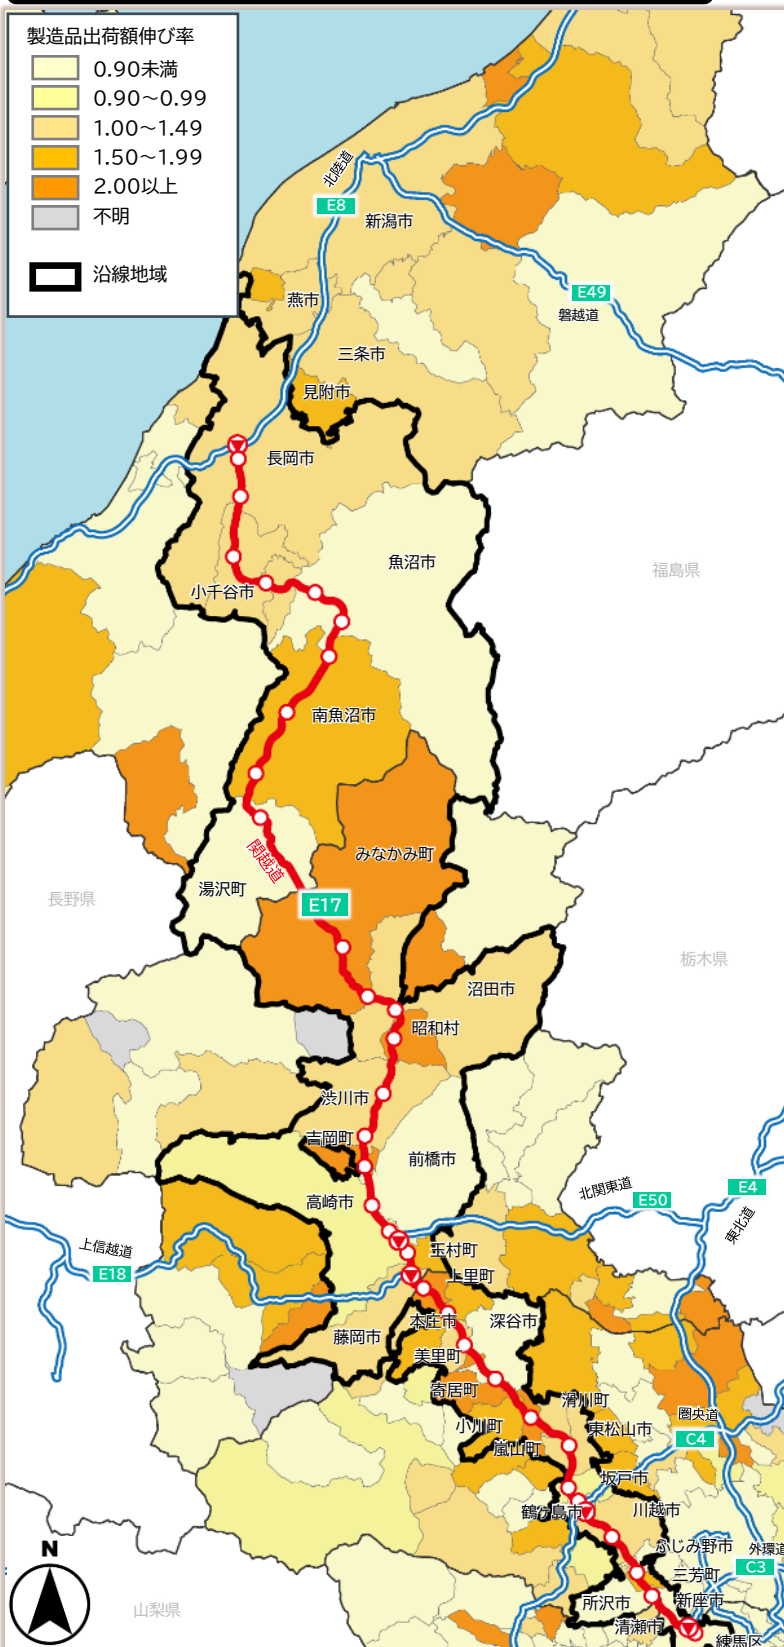 製造品出荷額伸び率
0.90未満
0.90～0.99
1.00～1.49
1.50～1.99
2.00以上
不明
沿線地域
北陸道
E8
新潟市
E49
磐越道
燕市
三条市
見附市
長岡市
魚沼市
福島県
小千谷市
南魚沼市
みなかみ町
関越道
湯沢町
長野県
E17
栃木県
沼田市
昭和村
渋川市
吉岡町
前橋市
高崎市
北関東道
E50
E4
東北道
上信越道
E18
玉村町
上里町
本庄市
深谷市
藤岡市
美里町
寄居町
滑川町
小川町
東松山市
圏央道
嵐山町
C4
坂戸市
鶴ヶ島市
川越市
ふじみ野市
外環道
三芳町
C3
所沢市
新座市
清瀬市
練馬区
N
山梨県